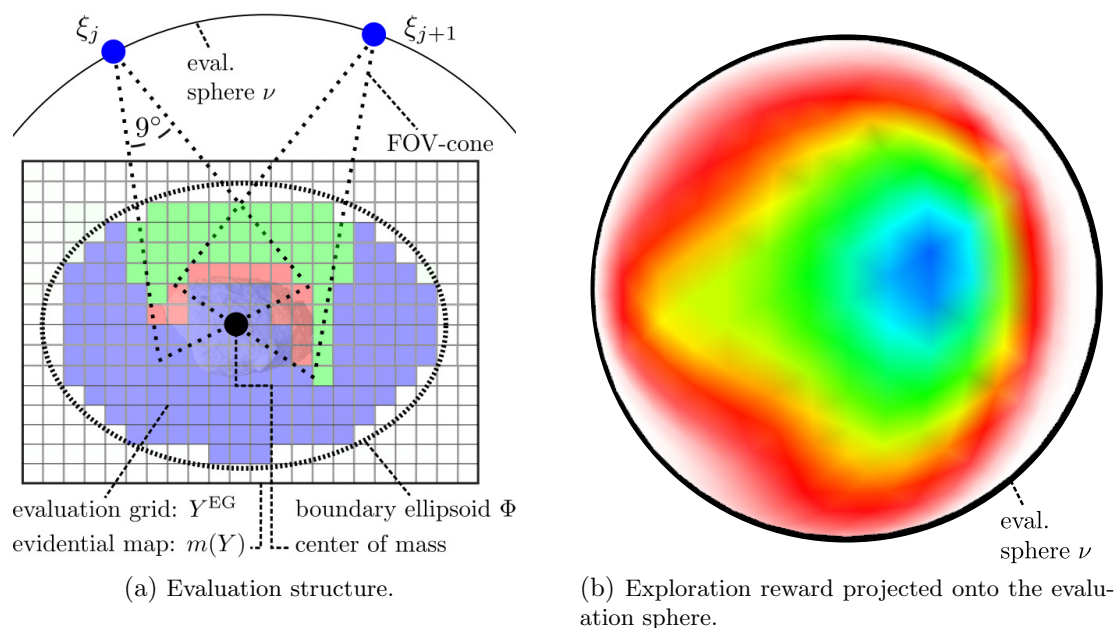 ξj
ξj+1
eval.
sphere ν
9°
FOV-cone
evaluation grid: Y^EG
boundary ellipsoid Φ
evidential map: m(Y)
center of mass
(a) Evaluation structure.
eval.
sphere ν
(b) Exploration reward projected onto the evalu-
ation sphere.